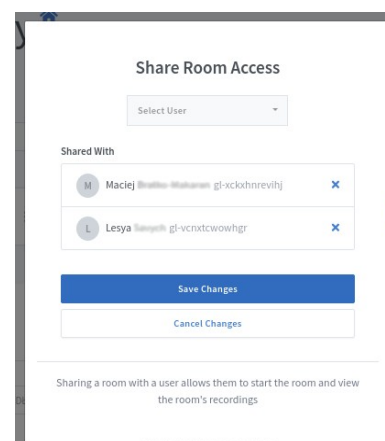 Share Room Access
Select User
Shared With
M Maciej gl-xckxhnrevihj
L Lesya gl-vcnxtcwowhgr
Save Changes
Cancel Changes
Sharing a room with a user allows them to start the room and view
the room's recordings